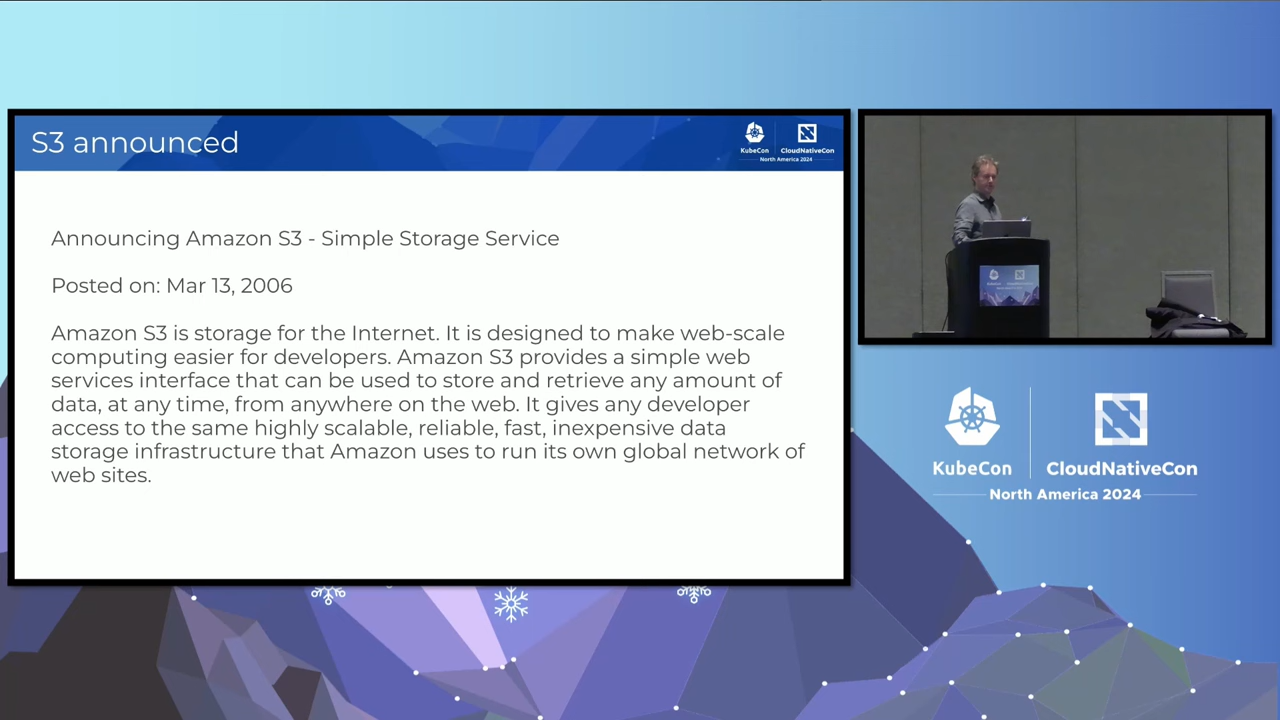 S3 announced
KubeCon
CloudNativeCon
North America 2024
Announcing Amazon S3 - Simple Storage Service
Posted on: Mar 13, 2006
Amazon S3 is storage for the Internet. It is designed to make web-scale
computing easier for developers. Amazon S3 provides a simple web
services interface that can be used to store and retrieve any amount of
data, at any time, from anywhere on the web. It gives any developer
access to the same highly scalable, reliable, fast, inexpensive data
storage infrastructure that Amazon uses to run its own global network of
web sites.
KubeCon
CloudNativeCon
North America 2024